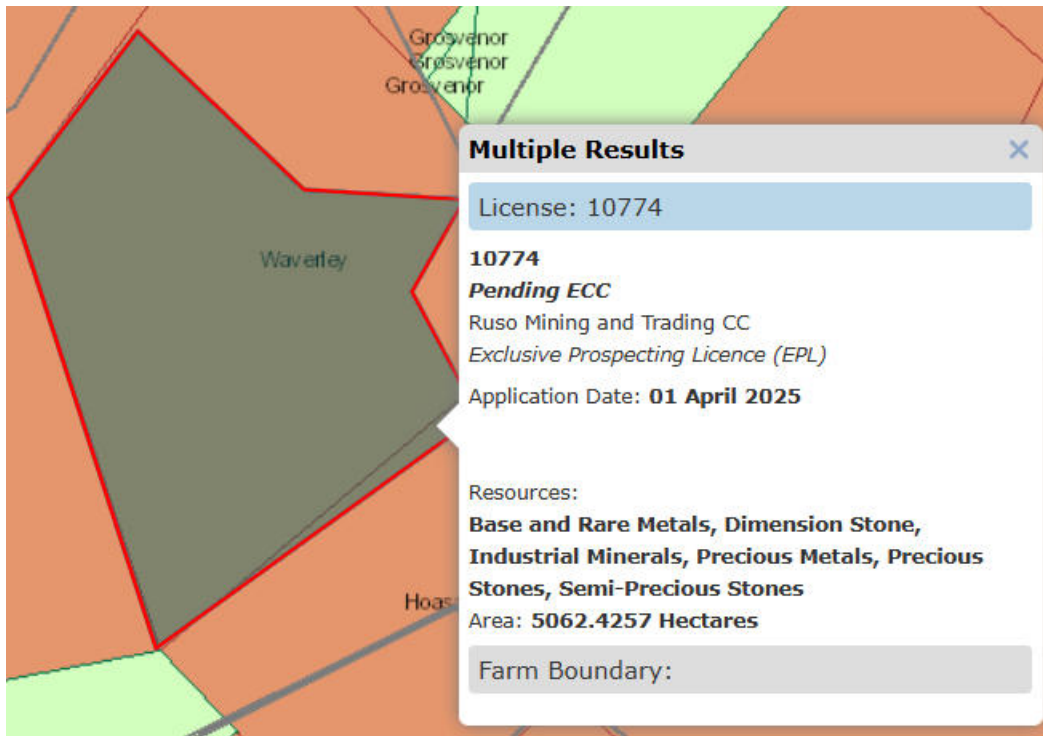 Grosvenor
Grosvenor
Grosvenor
Multiple Results
License: 10774
Waverley
10774
Pending ECC
Ruso Mining and Trading CC
Exclusive Prospecting Licence (EPL)
Application Date: 01 April 2025
Resources:
Base and Rare Metals, Dimension Stone,
Industrial Minerals, Precious Metals, Precious
Stones, Semi-Precious Stones
Hoas
Area: 5062.4257 Hectares
Farm Boundary: